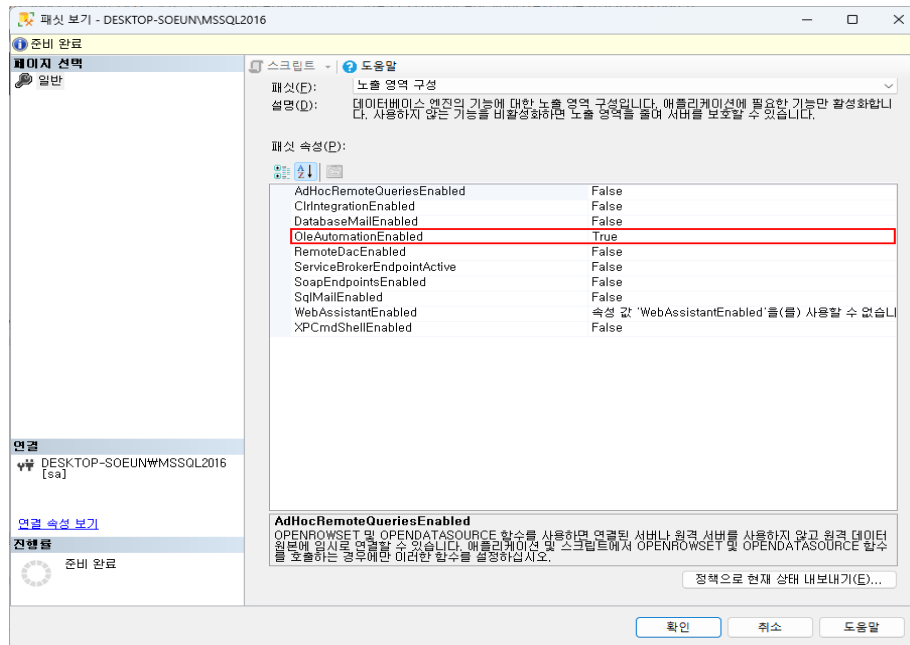 패싯 보기 - DESKTOP-SOEUN\MSSQL2016
준비 완료
페이지 선택
일반
스크립트
도움말
패싯(F):
노출 영역 구성
설명(D):
데이터베이스 엔진의 기능에 대한 노출 영역 구성입니다. 애플리케이션에 필요한 기능만 활성화합니
다. 사용하지 않는 기능을 비활성화하면 노출 영역을 줄여 서버를 보호할 수 있습니다.
패싯 속성(P):
AdHocRemoteQueriesEnabled False
ClrIntegrationEnabled False
DatabaseMailEnabled False
OleAutomationEnabled True
RemoteDacEnabled False
ServiceBrokerEndpointActive False
SoapEndpointsEnabled False
SqlMailEnabled False
WebAssistantEnabled 속성 값 'WebAssistantEnabled'을(를) 사용할 수 없습니
XPCmdShellEnabled False
연결
DESKTOP-SOEUN₩MSSQL2016
[sa]
연결 속성 보기
진행률
준비 완료
AdHocRemoteQueriesEnabled
OPENROWSET 및 OPENDATASOURCE 함수를 사용하면 연결된 서버나 원격 서버를 사용하지 않고 원격 데이터
원본에 임시로 연결할 수 있습니다. 애플리케이션 및 스크립트에서 OPENROWSET 및 OPENDATASOURCE 함수
를 호출하는 경우에만 이러한 함수를 설정하십시오.
정책으로 현재 상태 내보내기(E)...
확인
취소
도움말